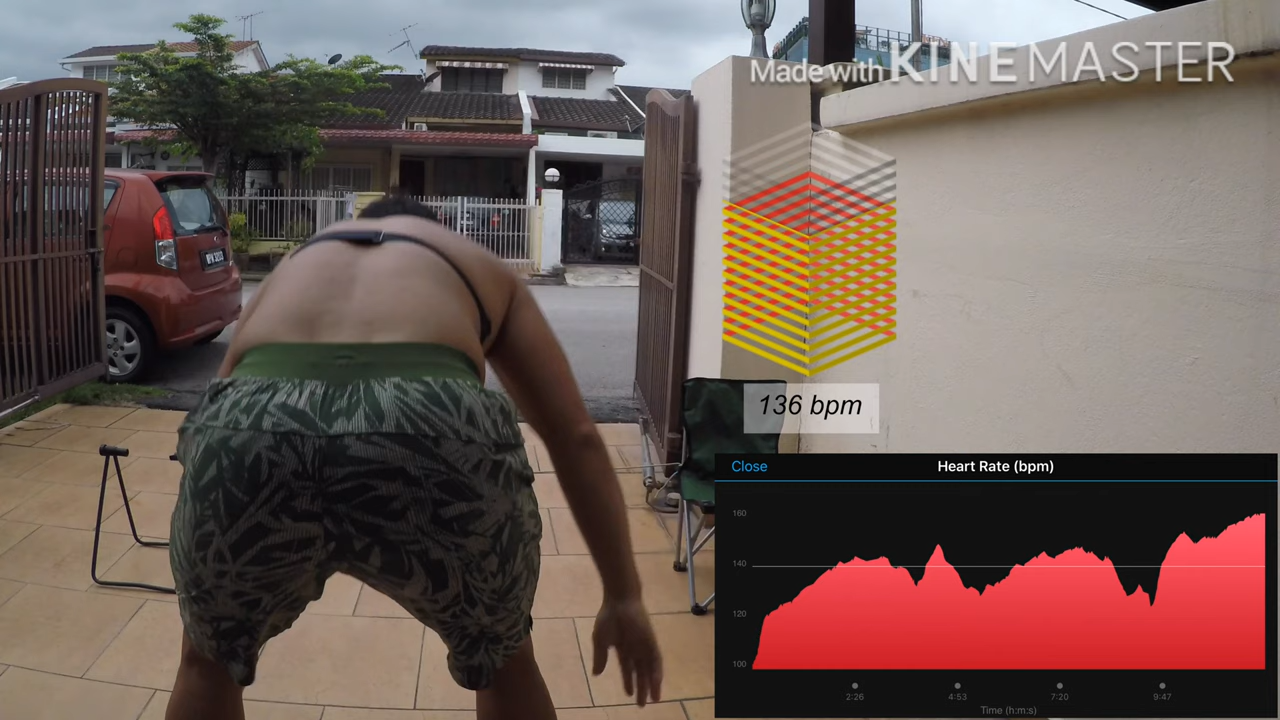 Made with KINEMASTER
136 bpm
Close
Heart Rate (bpm)
160
140
120
100
2:26
4:53
7:20
9:47
Time (h:m:s)